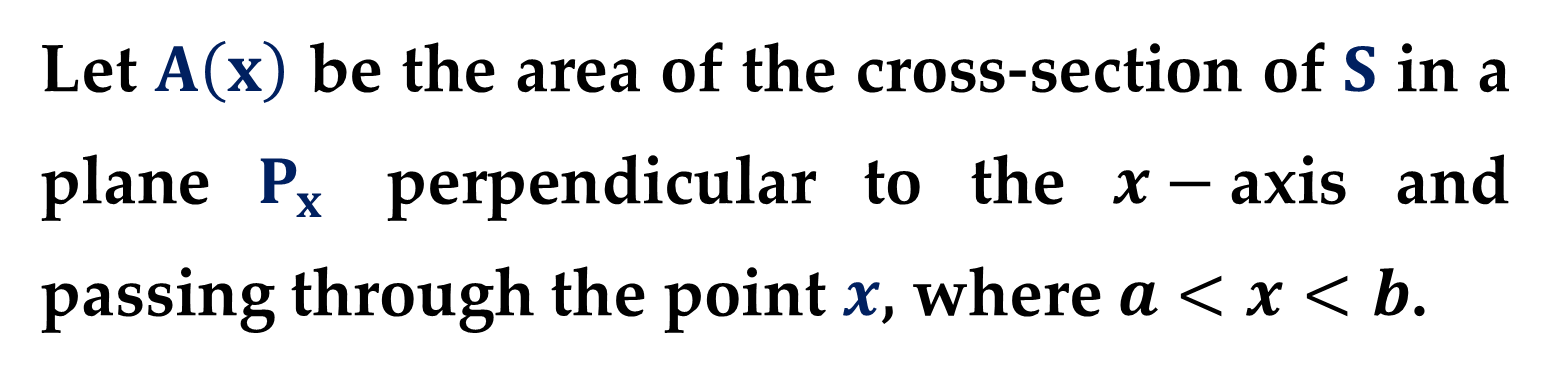 Let A(x) be the area of the cross-section of S in a
plane Pₓ perpendicular to the x − axis and
passing through the point x, where a < x < b.